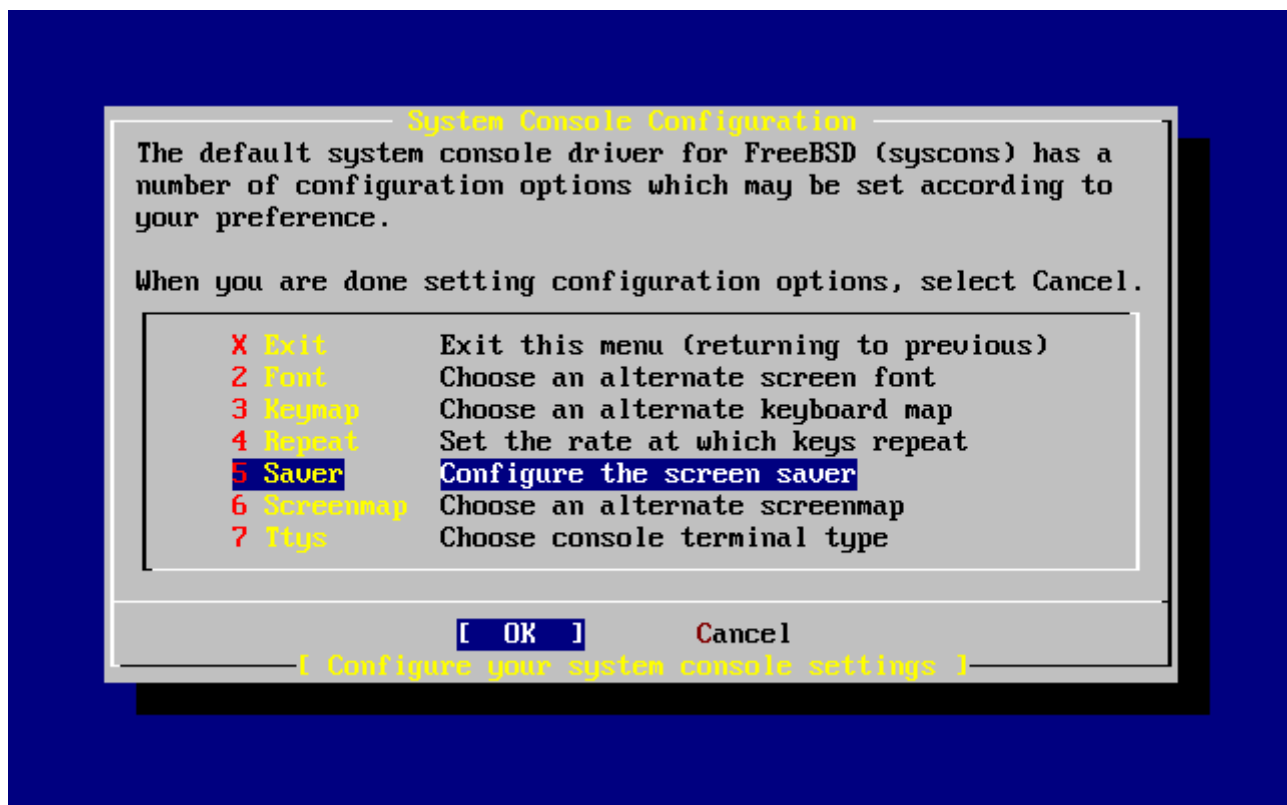 System Console Configuration
The default system console driver for FreeBSD (syscons) has a
number of configuration options which may be set according to
your preference.
When you are done setting configuration options, select Cancel.
X Exit Exit this menu (returning to previous)
2 Font Choose an alternate screen font
3 Keymap Choose an alternate keyboard map
4 Repeat Set the rate at which keys repeat
5 Saver Configure the screen saver
6 Screenmap Choose an alternate screenmap
7 Ttys Choose console terminal type
[ OK ] Cancel
[ Configure your system console settings ]